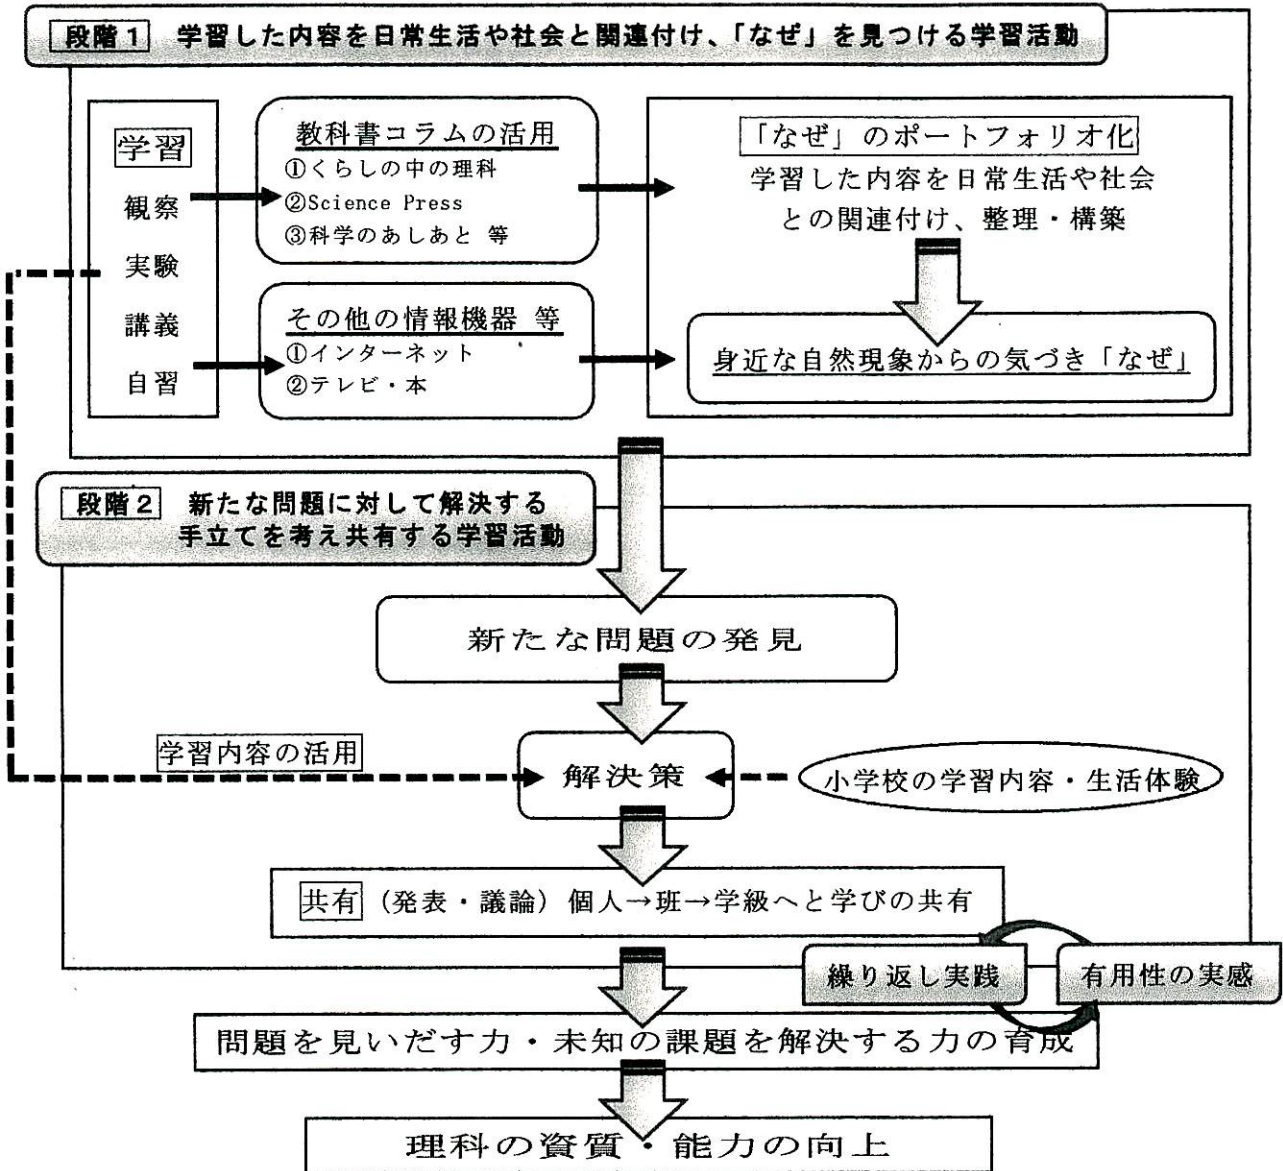 段階1 学習した内容を日常生活や社会と関連付け、「なぜ」を見つける学習活動
学習
観察
実験
講義
自習
教科書コラムの活用
①くらしの中の理科
②Science Press
③科学のあしあと 等
その他の情報機器 等
①インターネット
②テレビ・本
「なぜ」のポートフォリオ化
学習した内容を日常生活や社会
との関連付け、整理・構築
身近な自然現象からの気づき「なぜ」
段階2 新たな問題に対して解決する
手立てを考え共有する学習活動
新たな問題の発見
学習内容の活用
解決策
小学校の学習内容・生活体験
共有 (発表・議論) 個人→班→学級へと学びの共有
繰り返し実践
有用性の実感
問題を見いだす力・未知の課題を解決する力の育成
理科の資質・能力の向上